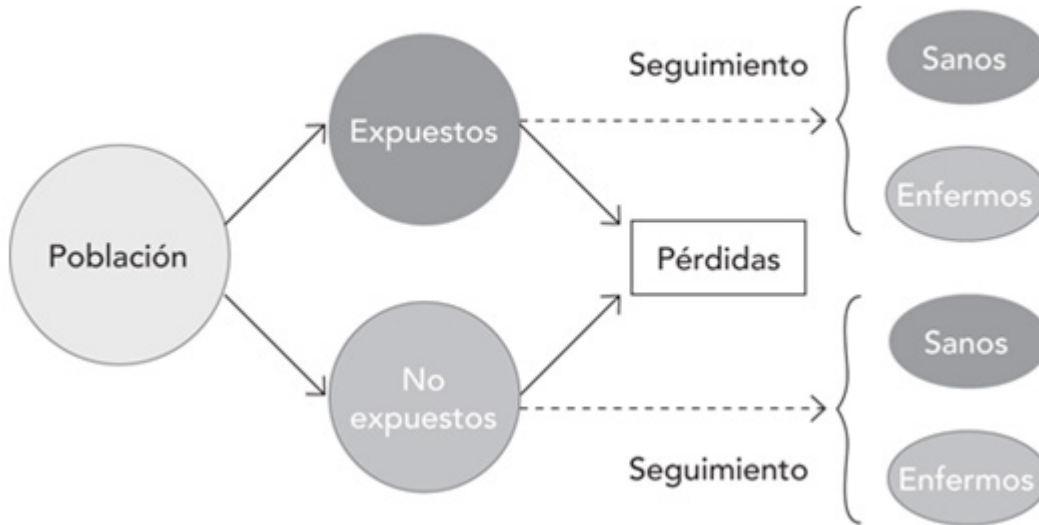 Población
Expuestos
No
expuestos
Seguimiento
Pérdidas
Seguimiento
Sanos
Enfermos
Sanos
Enfermos